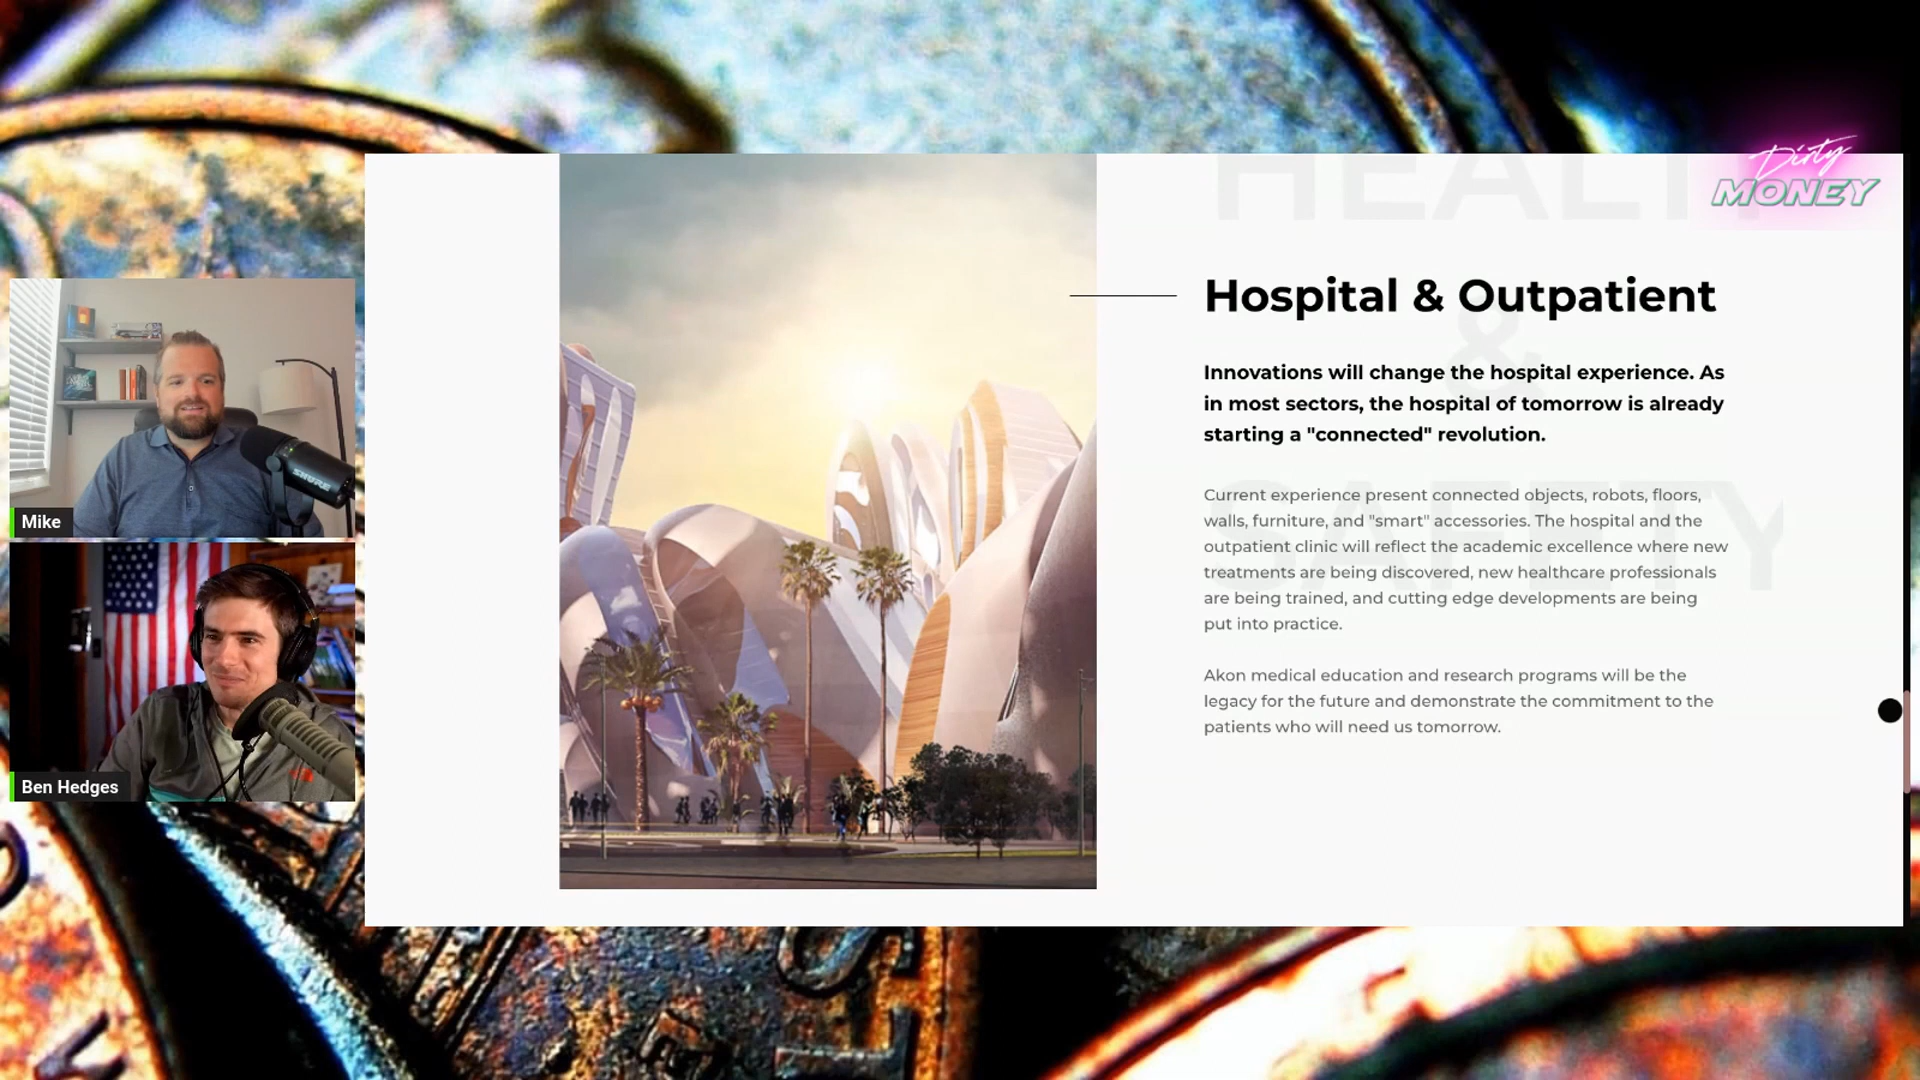 Dirty
MONEY
HEALT
&
SAFETY
Hospital & Outpatient
Innovations will change the hospital experience. As
in most sectors, the hospital of tomorrow is already
starting a "connected" revolution.
Current experience present connected objects, robots, floors,
walls, furniture, and "smart" accessories. The hospital and the
outpatient clinic will reflect the academic excellence where new
treatments are being discovered, new healthcare professionals
are being trained, and cutting edge developments are being
put into practice.
Akon medical education and research programs will be the
legacy for the future and demonstrate the commitment to the
patients who will need us tomorrow.
SHURE
Mike
Ben Hedges